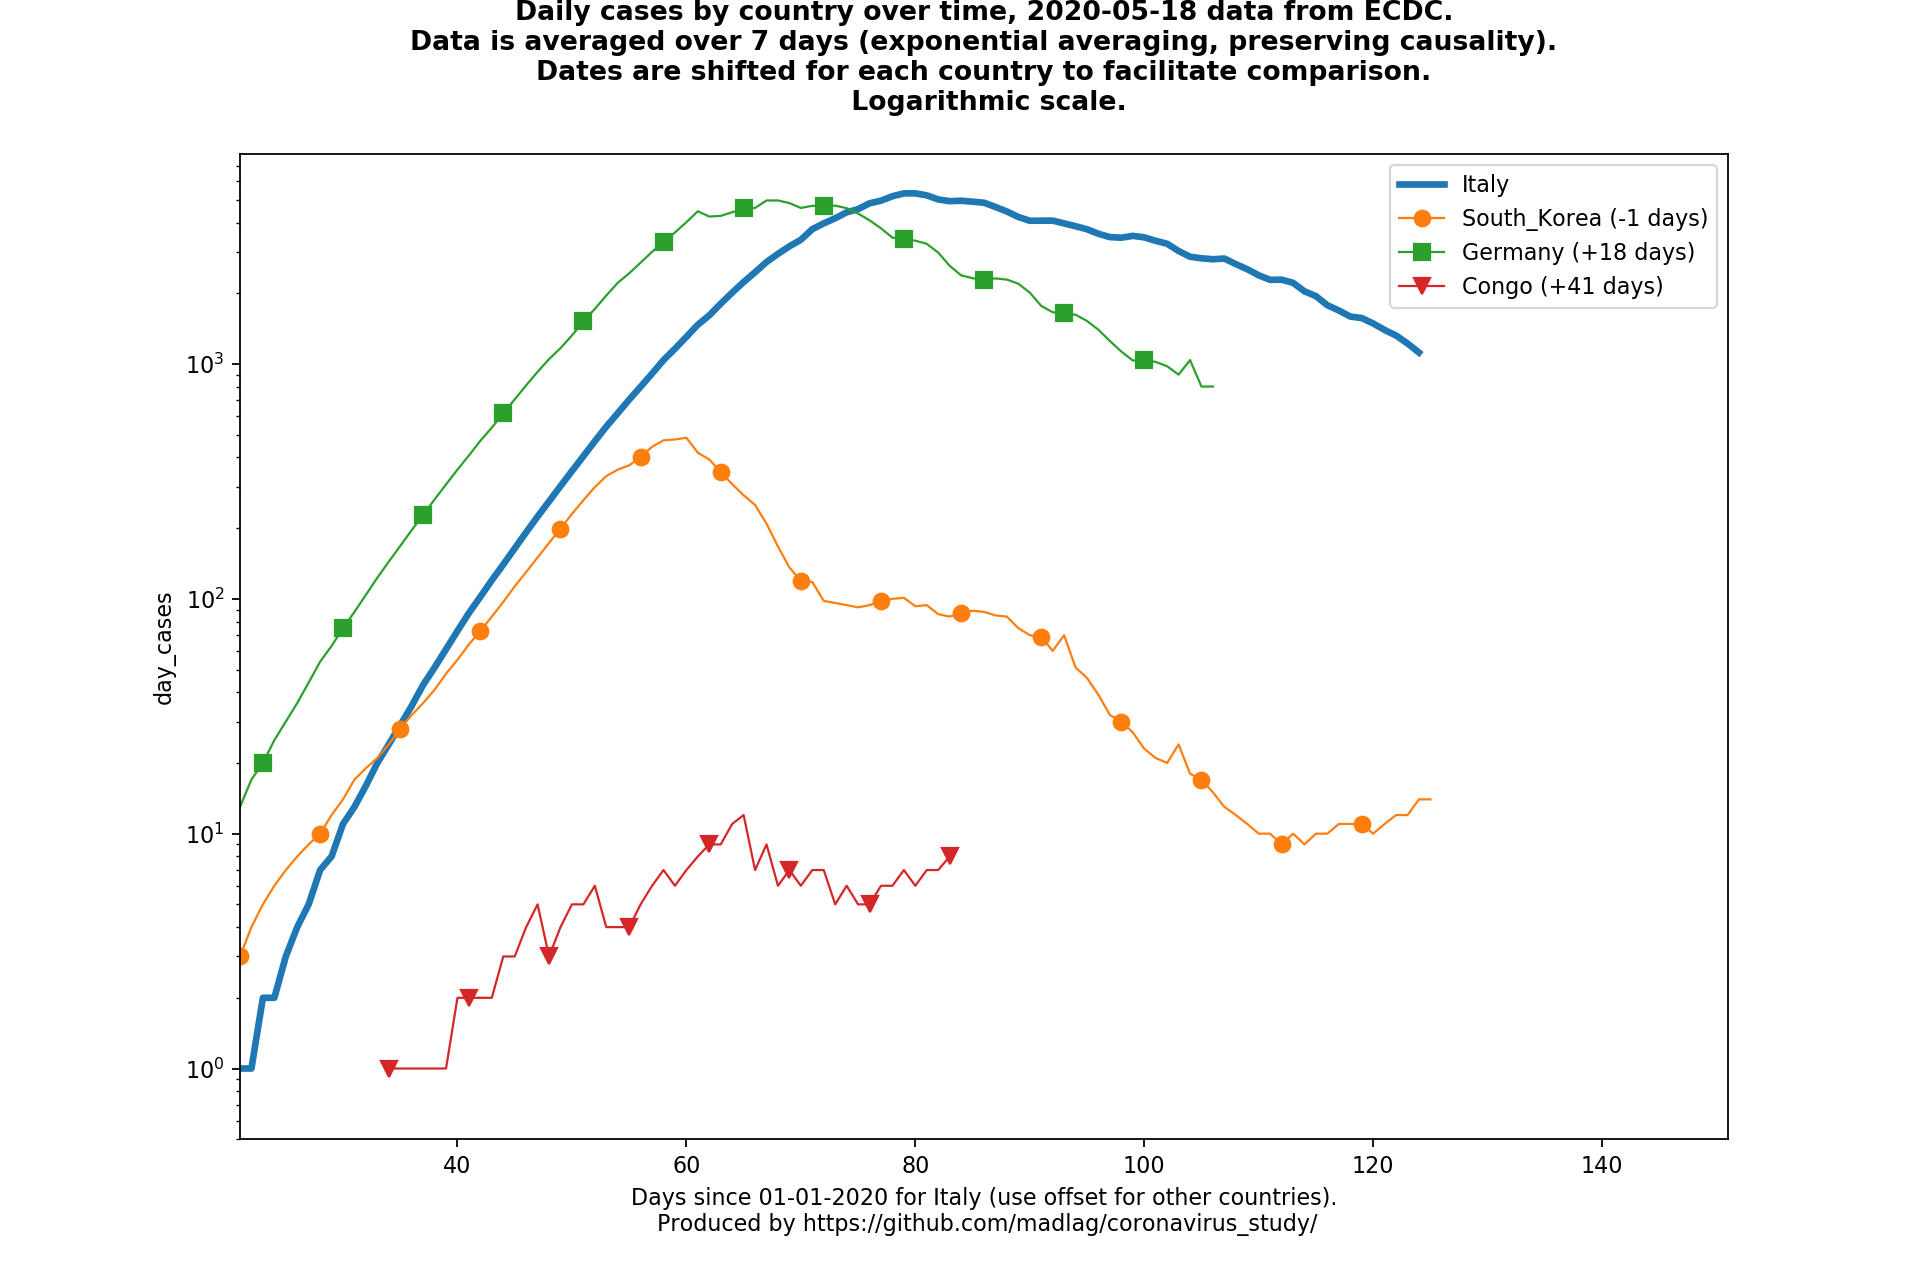 Daily cases by country over time, 2020-05-18 data from ECDC.
Data is averaged over 7 days (exponential averaging, preserving causality).
Dates are shifted for each country to facilitate comparison.
Logarithmic scale.
Italy
South_Korea (-1 days)
Germany (+18 days)
Congo (+41 days)
10³
10²
10¹
10⁰
day_cases
40 60 80 100 120 140
Days since 01-01-2020 for Italy (use offset for other countries).
Produced by https://github.com/madlag/coronavirus_study/